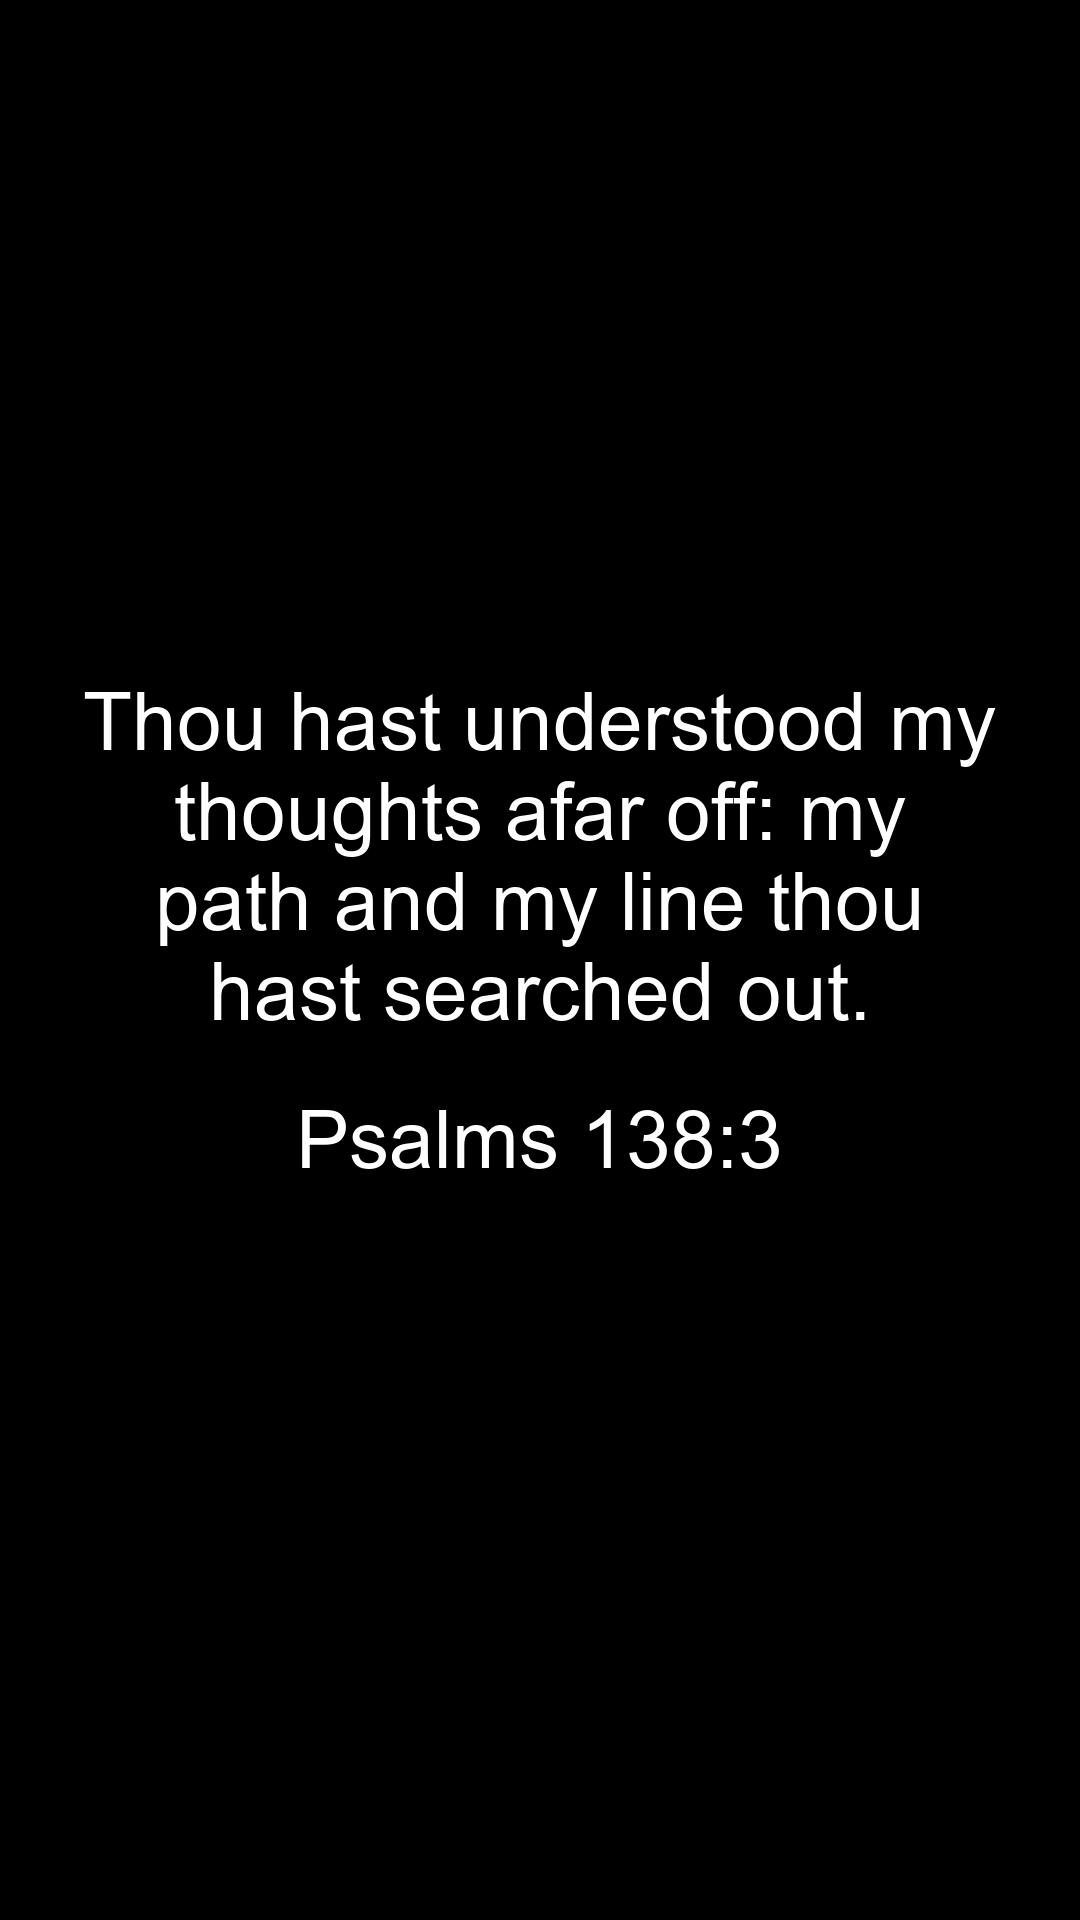 Thou hast understood my
thoughts afar off: my
path and my line thou
hast searched out.
Psalms 138:3